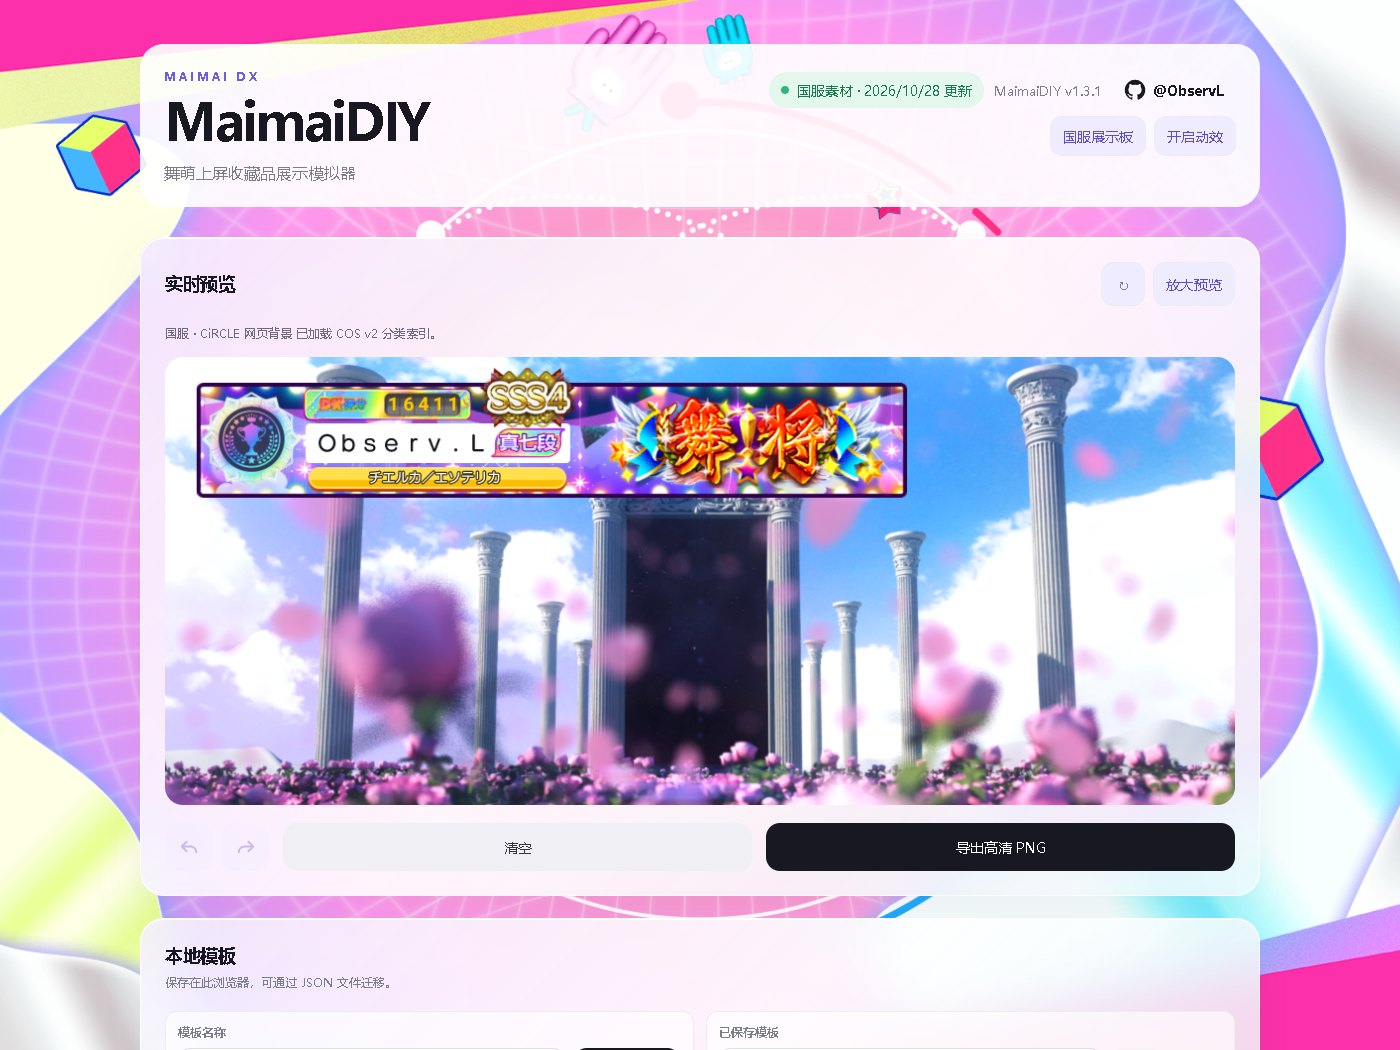 MAIMAI DX
MaimaiDIY
舞萌上屏收藏品展示模拟器
国服素材 · 2026/10/28 更新
MaimaiDIY v1.3.1
@ObservL
国服展示板
开启动效
实时预览
放大预览
国服 · CiRCLE 网页背景 已加载 COS v2 分类索引。
16411
SSS4
Observ.L
真七段
チエルカ／エソテリカ
舞!将
清空
导出高清 PNG
本地模板
保存在此浏览器，可通过 JSON 文件迁移。
模板名称
已保存模板